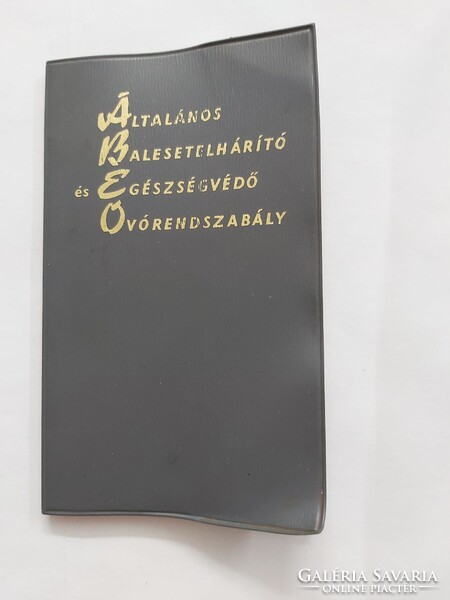 ÁLTALÁNOS
BALESETELHÁRÍTÓ
és EGÉSZSÉGVÉDŐ
ÓVÓRENDSZABÁLY
GALÉRIA SAVARIA
ONLINE PIACTÉR